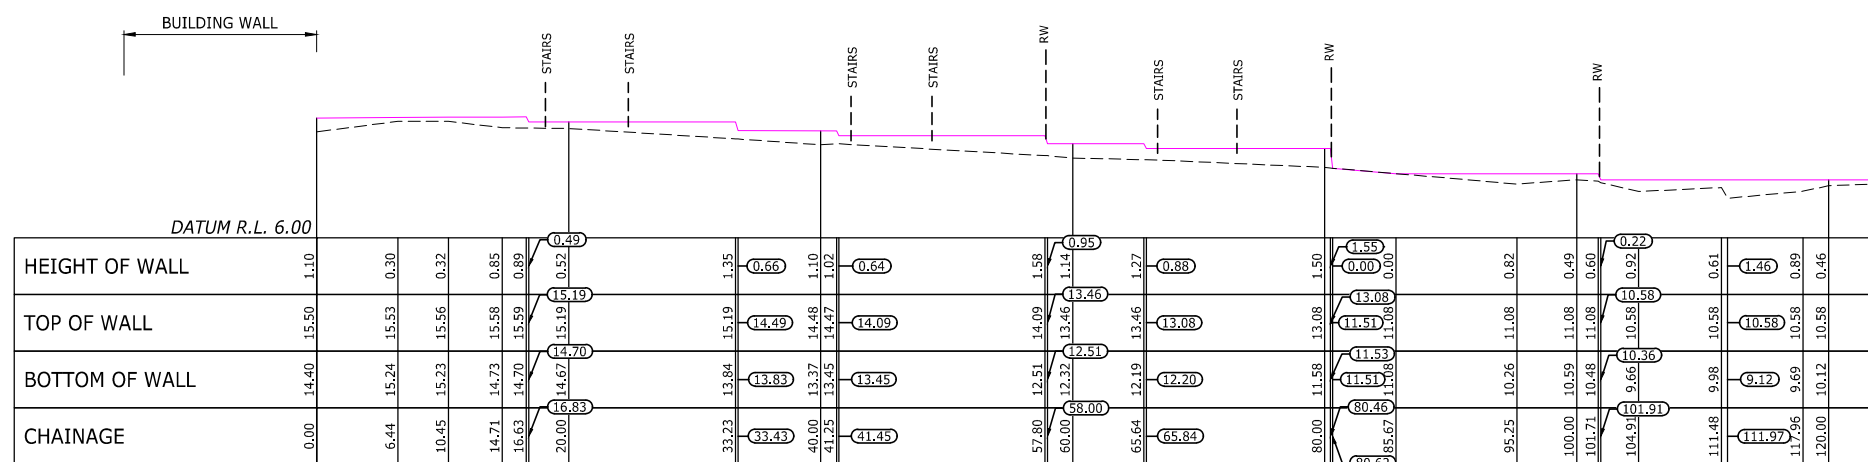 BUILDING WALL
STAIRS
STAIRS
STAIRS
STAIRS
RW
STAIRS
STAIRS
RW
RW
DATUM R.L. 6.00
HEIGHT OF WALL 1.10 0.30 0.32 0.85 0.89 0.49 0.52 1.35 0.66 1.10 1.02 0.64 1.58 0.95 1.14 1.27 0.88 1.50 1.55 0.00 0.00 0.82 0.49 0.60 0.22 0.92 0.61 1.46 0.89 0.46
TOP OF WALL 15.50 15.53 15.56 15.58 15.59 15.19 15.19 15.19 14.49 14.48 14.47 14.09 14.09 13.46 13.46 13.46 13.08 13.08 13.08 11.51 11.08 11.08 11.08 11.08 10.58 10.58 10.58 10.58 10.58 10.58
BOTTOM OF WALL 14.40 15.24 15.23 14.73 14.70 14.70 14.67 13.84 13.83 13.37 13.45 13.45 12.51 12.51 12.32 12.19 12.20 11.58 11.53 11.51 11.08 10.26 10.59 10.48 10.36 9.66 9.98 9.12 9.69 10.12
CHAINAGE 0.00 6.44 10.45 14.71 16.63 16.83 20.00 33.23 33.43 40.00 41.25 41.45 57.80 58.00 60.00 65.64 65.84 80.00 80.46 85.67 95.25 100.00 101.71 101.91 104.91 111.48 111.97 117.96 120.00